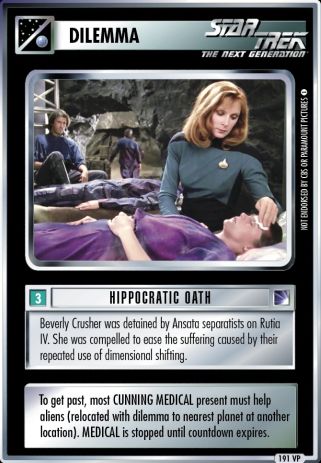 DILEMMA
STAR TREK
THE NEXT GENERATION
NOT ENDORSED BY CBS OR PARAMOUNT PICTURES
3
HIPPOCRATIC OATH
Beverly Crusher was detained by Ansata separatists on Rutia
IV. She was compelled to ease the suffering caused by their
repeated use of dimensional shifting.
To get past, most CUNNING MEDICAL present must help
aliens (relocated with dilemma to nearest planet at another
location). MEDICAL is stopped until countdown expires.
191 VP